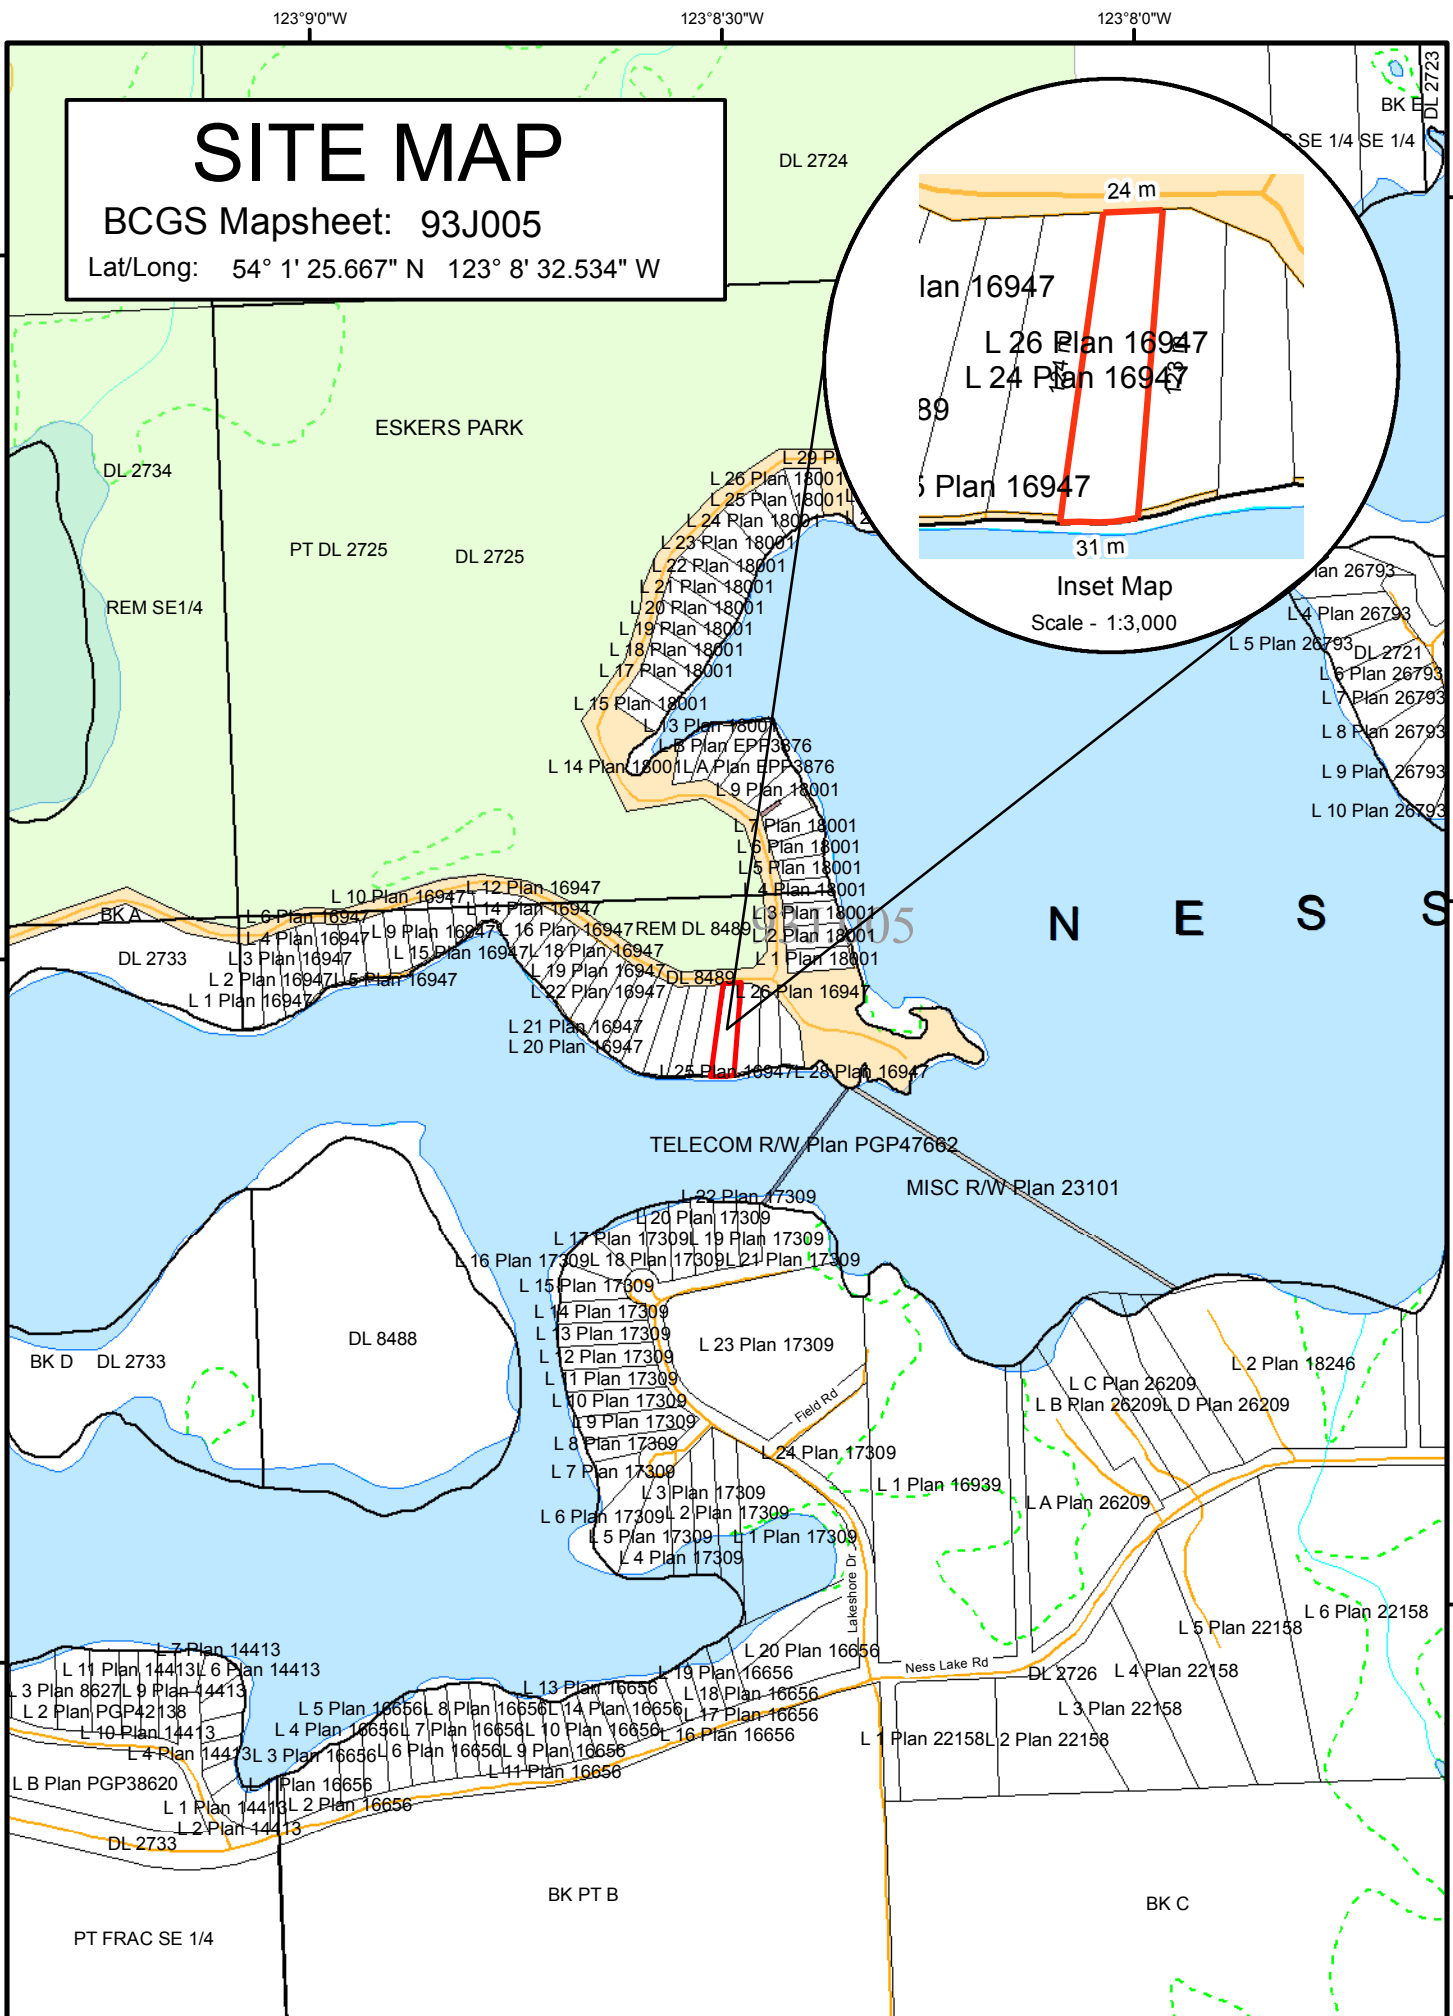 123°9'0"W
123°8'30"W
123°8'0"W
SITE MAP
BCGS Mapsheet: 93J005
Lat/Long: 54° 1' 25.667" N 123° 8' 32.534" W
DL 2724
BK E
DL 2723
SE 1/4 SE 1/4
24 m
lan 16947
L 26 Plan 16947
L 24 Plan 16947
89
Plan 16947
31 m
Inset Map
Scale - 1:3,000
ESKERS PARK
DL 2734
PT DL 2725
DL 2725
REM SE1/4
L 29 Pl
L 26 Plan 18001
L 25 Plan 18001
L 24 Plan 18001
L 23 Plan 18001
L 22 Plan 18001
L 21 Plan 18001
L 20 Plan 18001
L 19 Plan 18001
L 18 Plan 18001
L 17 Plan 18001
L 15 Plan 18001
L 13 Plan 18001
L B Plan EPP3876
L 14 Plan 18001 L A Plan EPP3876
L 9 Plan 18001
L 7 Plan 18001
L 6 Plan 18001
L 5 Plan 18001
L 4 Plan 18001
L 3 Plan 18001
L 2 Plan 18001
L 1 Plan 18001
lan 26793
L 4 Plan 26793
L 5 Plan 26793
DL 2721
L 6 Plan 26793
L 7 Plan 26793
L 8 Plan 26793
L 9 Plan 26793
L 10 Plan 26793
N E S S
BK A
DL 2733
L 12 Plan 16947
L 10 Plan 16947
L 14 Plan 16947
L 6 Plan 16947
L 4 Plan 16947
L 9 Plan 16947
L 16 Plan 16947
REM DL 8489
L 3 Plan 16947
L 15 Plan 16947
L 18 Plan 16947
L 2 Plan 16947
L 5 Plan 16947
L 19 Plan 16947
DL 8489
L 1 Plan 16947
L 22 Plan 16947
L 26 Plan 16947
L 21 Plan 16947
L 20 Plan 16947
L 25 Plan 16947
L 28 Plan 16947
TELECOM R/W Plan PGP47662
MISC R/W Plan 23101
L 22 Plan 17309
L 20 Plan 17309
L 17 Plan 17309
L 19 Plan 17309
L 16 Plan 17309
L 18 Plan 17309
L 21 Plan 17309
L 15 Plan 17309
L 14 Plan 17309
L 13 Plan 17309
L 12 Plan 17309
L 11 Plan 17309
L 10 Plan 17309
L 9 Plan 17309
L 8 Plan 17309
L 7 Plan 17309
L 23 Plan 17309
DL 8488
BK D
DL 2733
Field Rd
L 24 Plan 17309
L 3 Plan 17309
L 6 Plan 17309
L 2 Plan 17309
L 5 Plan 17309
L 1 Plan 17309
L 4 Plan 17309
Lakeshore Dr
L 1 Plan 16939
L 2 Plan 18246
L C Plan 26209
L B Plan 26209
L D Plan 26209
L A Plan 26209
L 6 Plan 22158
L 5 Plan 22158
L 4 Plan 22158
L 3 Plan 22158
DL 2726
L 1 Plan 22158
L 2 Plan 22158
Ness Lake Rd
L 7 Plan 14413
L 11 Plan 14413
L 6 Plan 14413
L 3 Plan 8627
L 9 Plan 14413
L 2 Plan PGP42138
L 10 Plan 14413
L 4 Plan 14413
L B Plan PGP38620
L 1 Plan 14413
L 2 Plan 14413
DL 2733
L 20 Plan 16656
L 19 Plan 16656
L 13 Plan 16656
L 18 Plan 16656
L 5 Plan 16656
L 8 Plan 16656
L 14 Plan 16656
L 17 Plan 16656
L 4 Plan 16656
L 7 Plan 16656
L 10 Plan 16656
L 16 Plan 16656
L 3 Plan 16656
L 6 Plan 16656
L 9 Plan 16656
L 11 Plan 16656
L 1 Plan 16656
L 2 Plan 16656
BK PT B
BK C
PT FRAC SE 1/4